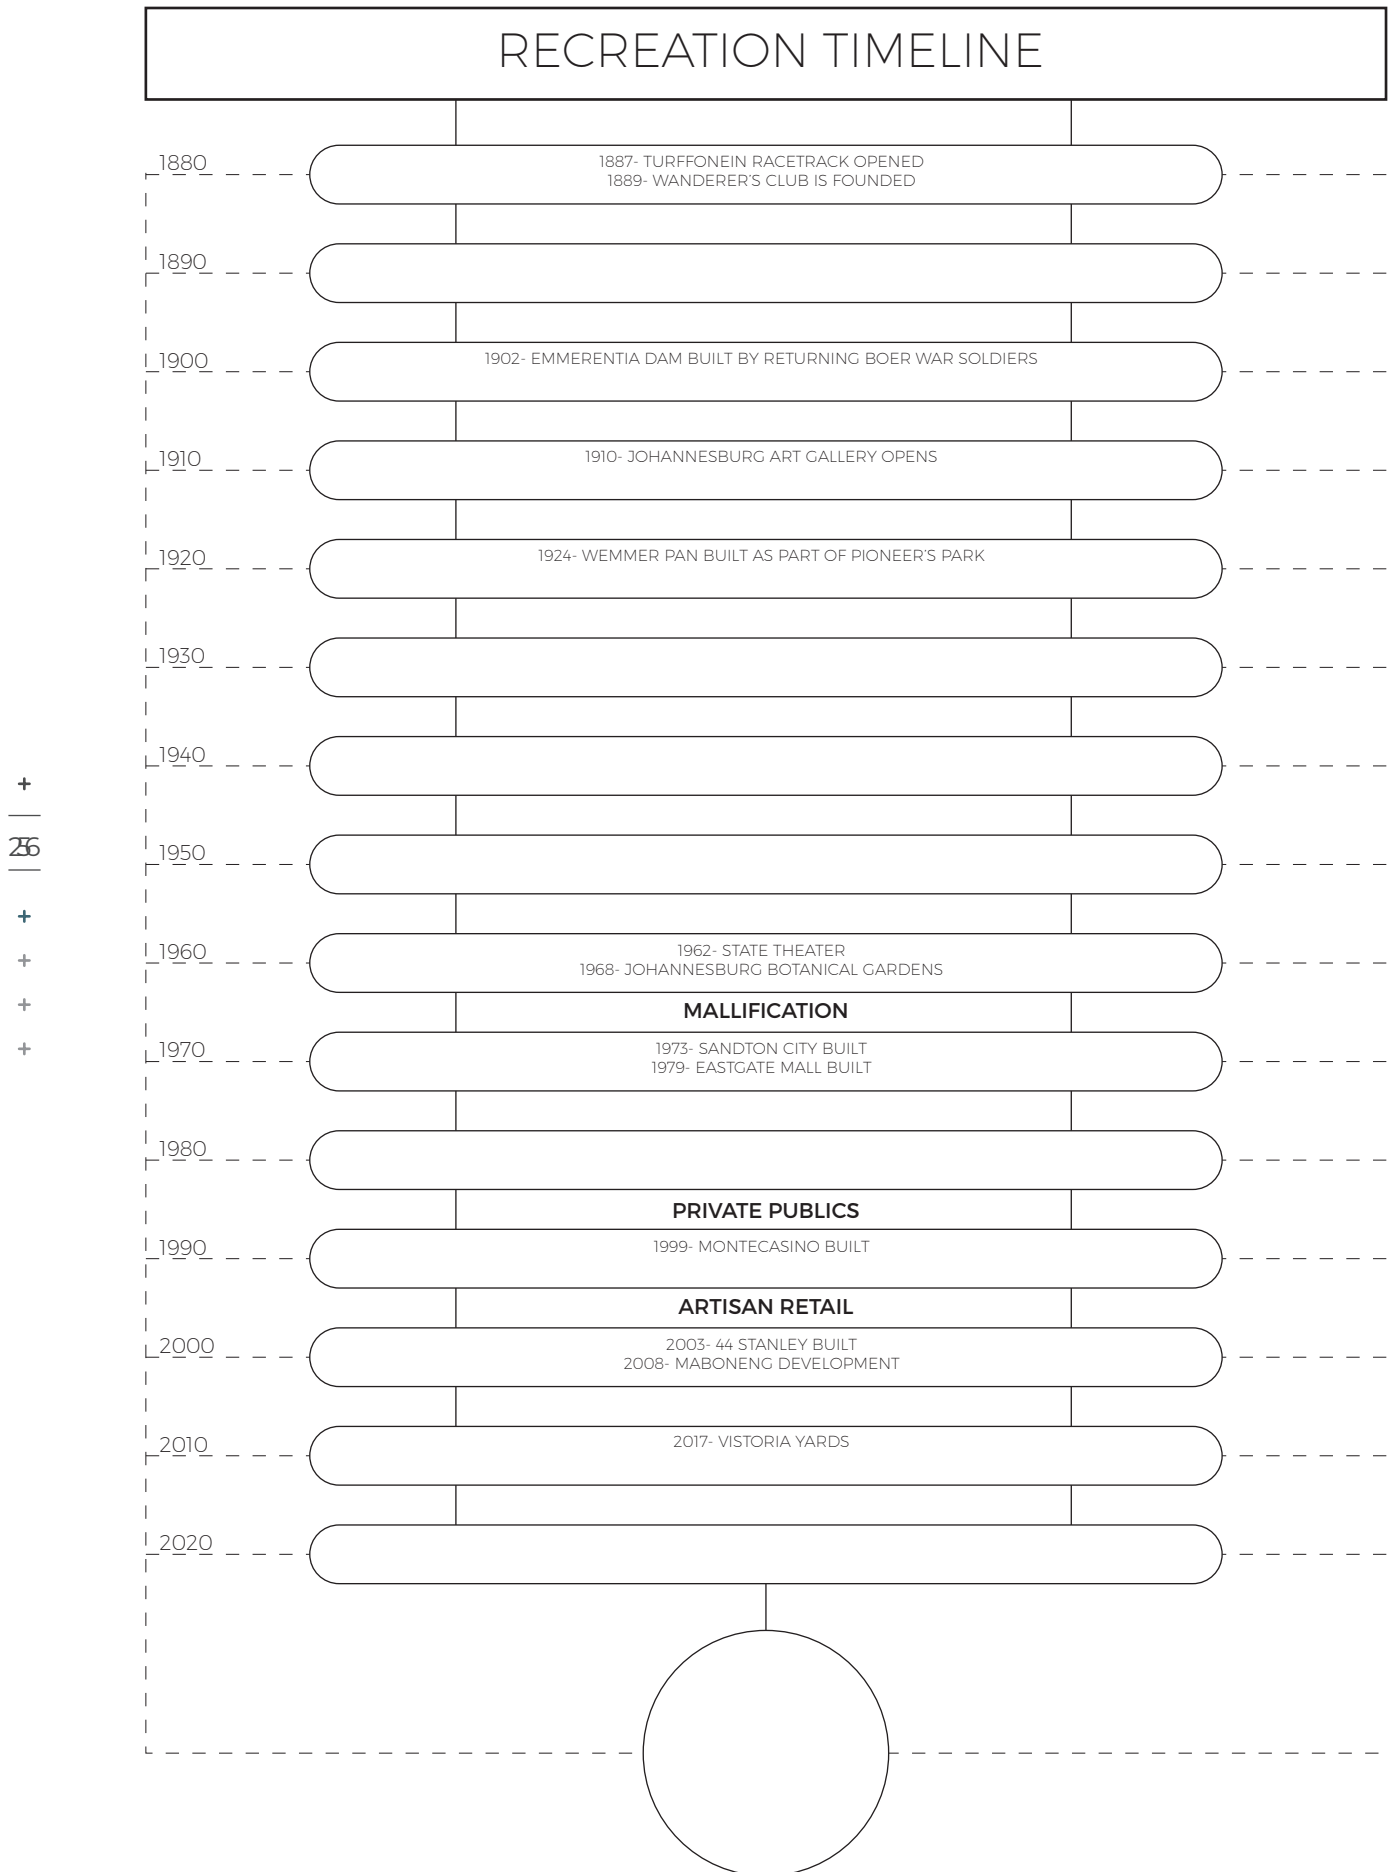 RECREATION TIMELINE
1880
1887- TURFFONEIN RACETRACK OPENED
1889- WANDERER'S CLUB IS FOUNDED
1890
1900
1902- EMMERENTIA DAM BUILT BY RETURNING BOER WAR SOLDIERS
1910
1910- JOHANNESBURG ART GALLERY OPENS
1920
1924- WEMMER PAN BUILT AS PART OF PIONEER'S PARK
1930
1940
1950
1960
1962- STATE THEATER
1968- JOHANNESBURG BOTANICAL GARDENS
MALLIFICATION
1970
1973- SANDTON CITY BUILT
1979- EASTGATE MALL BUILT
1980
PRIVATE PUBLICS
1990
1999- MONTECASINO BUILT
ARTISAN RETAIL
2000
2003- 44 STANLEY BUILT
2008- MABONENG DEVELOPMENT
2010
2017- VISTORIA YARDS
2020